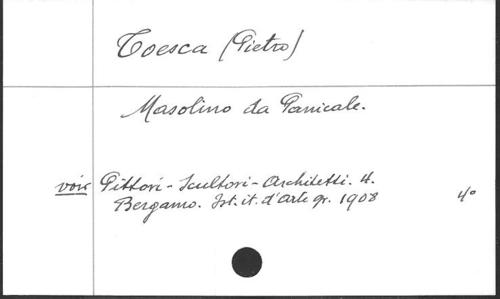 Toesca (Pietro)
Masolino da Panicale.
voir Pittori - Scultori - Architetti. 4.
Bergamo. Ist. it. d'Arte gr. 1908 4°